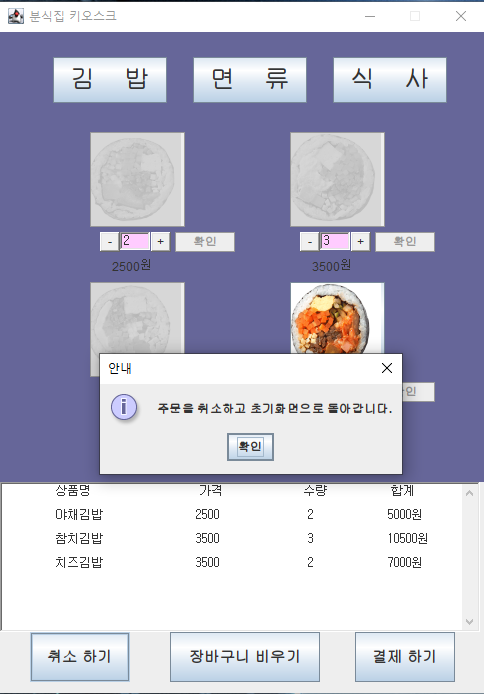 분식집 키오스크
김 밥 면 류 식 사
- 2 + 확인 - 3 + 확인
2500원 3500원
안내
확인
주문을 취소하고 초기화면으로 돌아갑니다.
확인
상품명 가격 수량 합계
야채김밥 2500 2 5000원
참치김밥 3500 3 10500원
치즈김밥 3500 2 7000원
취소 하기 장바구니 비우기 결제 하기